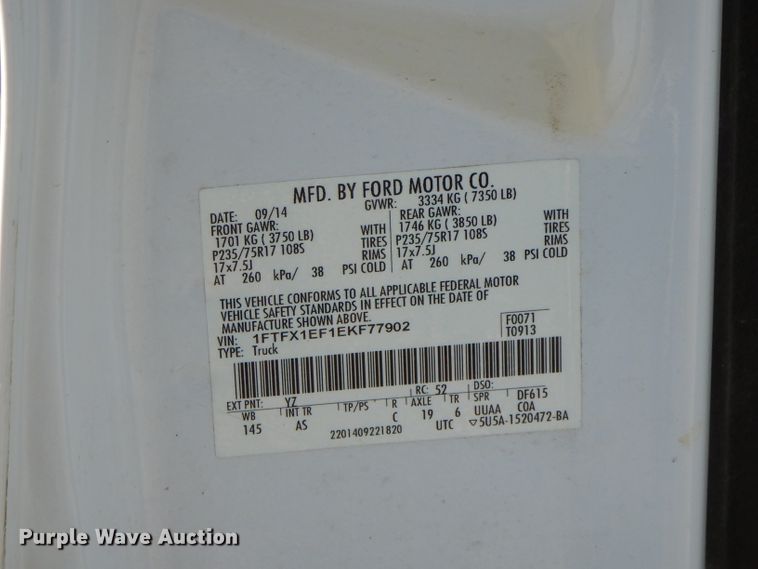 MFD. BY FORD MOTOR CO.
DATE: 09/14 GVWR: 3334 KG ( 7350 LB)
FRONT GAWR: REAR GAWR:
1701 KG ( 3750 LB) WITH 1746 KG ( 3850 LB) WITH
P235/75R17 108S TIRES P235/75R17 108S TIRES
17x7.5J RIMS 17x7.5J RIMS
AT 260 kPa/ 38 PSI COLD AT 260 kPa/ 38 PSI COLD
THIS VEHICLE CONFORMS TO ALL APPLICABLE FEDERAL MOTOR
VEHICLE SAFETY STANDARDS IN EFFECT ON THE DATE OF
MANUFACTURE SHOWN ABOVE.
VIN: 1FTFX1EF1EKF77902 F0071
TYPE: Truck T0913
EXT PNT: YZ RC: 52 DSO:
WB INT TR TP/PS R AXLE TR SPR DF615
145 AS C 19 6 UUAA COA
2201409221820 UTC ▽5U5A-1520472-BA
Purple Wave Auction